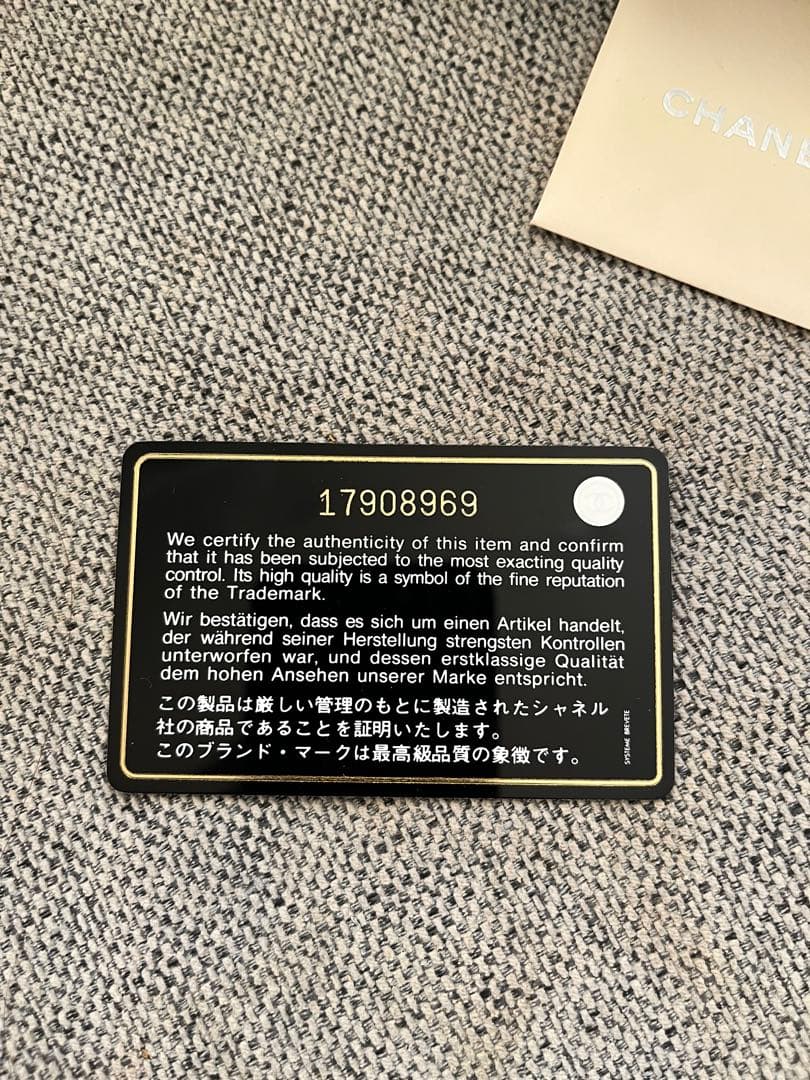 CHANE
17908969
We certify the authenticity of this item and confirm
that it has been subjected to the most exacting quality
control. Its high quality is a symbol of the fine reputation
of the Trademark.
Wir bestätigen, dass es sich um einen Artikel handelt,
der während seiner Herstellung strengsten Kontrollen
unterworfen war, und dessen erstklassige Qualität
dem hohen Ansehen unserer Marke entspricht.
この製品は厳しい管理のもとに製造されたシャネル
社の商品であることを証明いたします。
このブランド・マークは最高級品質の象徴です。
SYSTEME BREVETE